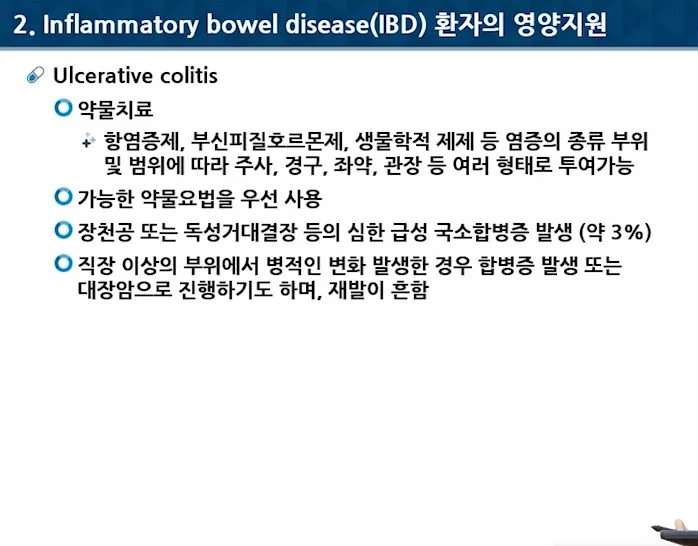 2. Inflammatory bowel disease(IBD) 환자의 영양지원
Ulcerative colitis
약물치료
항염증제, 부신피질호르몬제, 생물학적 제제 등 염증의 종류 부위
및 범위에 따라 주사, 경구, 좌약, 관장 등 여러 형태로 투여가능
가능한 약물요법을 우선 사용
장천공 또는 독성거대결장 등의 심한 급성 국소합병증 발생 (약 3%)
직장 이상의 부위에서 병적인 변화 발생한 경우 합병증 발생 또는
대장암으로 진행하기도 하며, 재발이 흔함